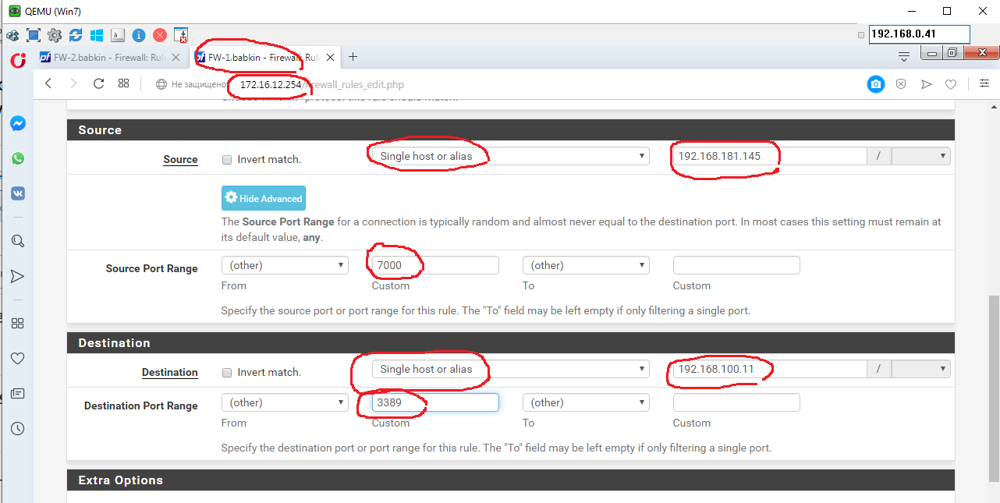 QEMU (Win7)
192.168.0.41
FW-2.babkin - Firewall: Rul
FW-1.babkin - Firewall: Rul
Не защищено
172.16.12.254/firewall_rules_edit.php
Source
Source
Invert match.
Single host or alias
192.168.181.145
/
Hide Advanced
The Source Port Range for a connection is typically random and almost never equal to the destination port. In most cases this setting must remain at
its default value, any.
Source Port Range
(other)
7000
(other)
From
Custom
To
Custom
Specify the source port or port range for this rule. The "To" field may be left empty if only filtering a single port.
Destination
Destination
Invert match.
Single host or alias
192.168.100.11
/
Destination Port Range
(other)
3389
(other)
From
Custom
To
Custom
Specify the destination port or port range for this rule. The "To" field may be left empty if only filtering a single port.
Extra Options